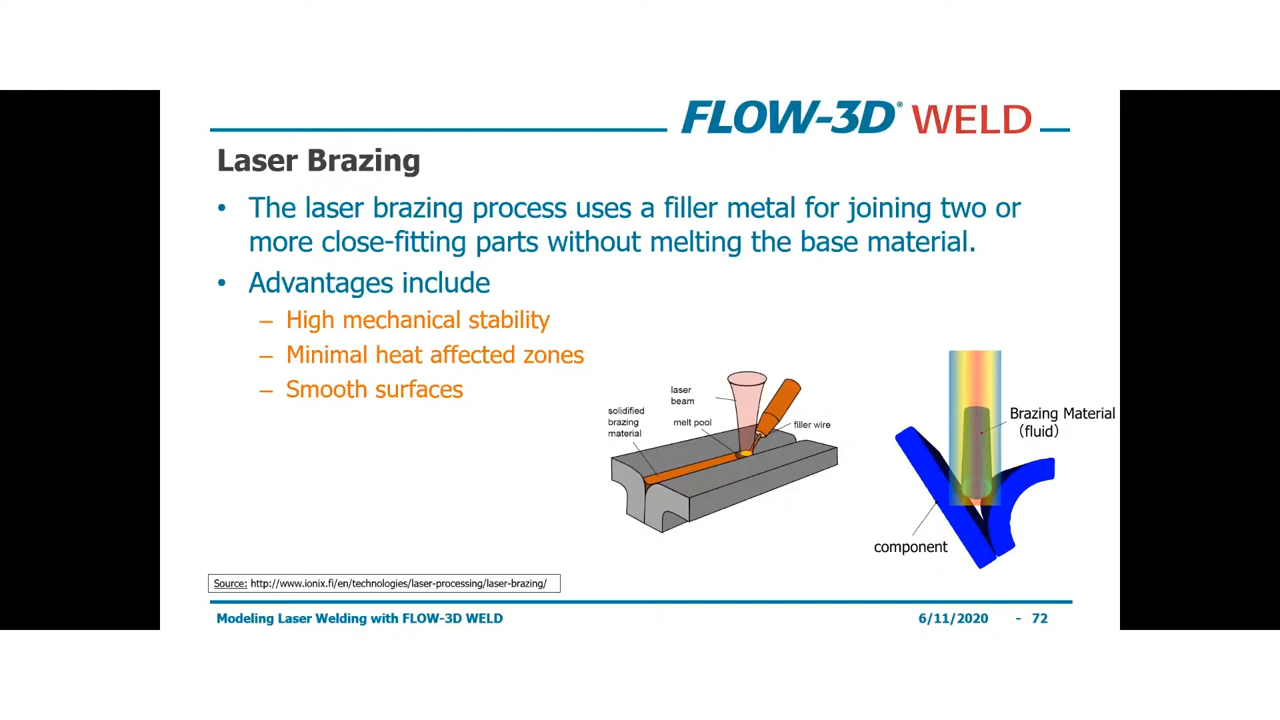 FLOW-3D® WELD
Laser Brazing
• The laser brazing process uses a filler metal for joining two or
more close-fitting parts without melting the base material.
• Advantages include
– High mechanical stability
– Minimal heat affected zones
– Smooth surfaces
laser
beam
solidified
brazing
material
melt pool
filler wire
Brazing Material
(fluid)
component
Source: http://www.ionix.fi/en/technologies/laser-processing/laser-brazing/
Modeling Laser Welding with FLOW-3D WELD
6/11/2020 - 72